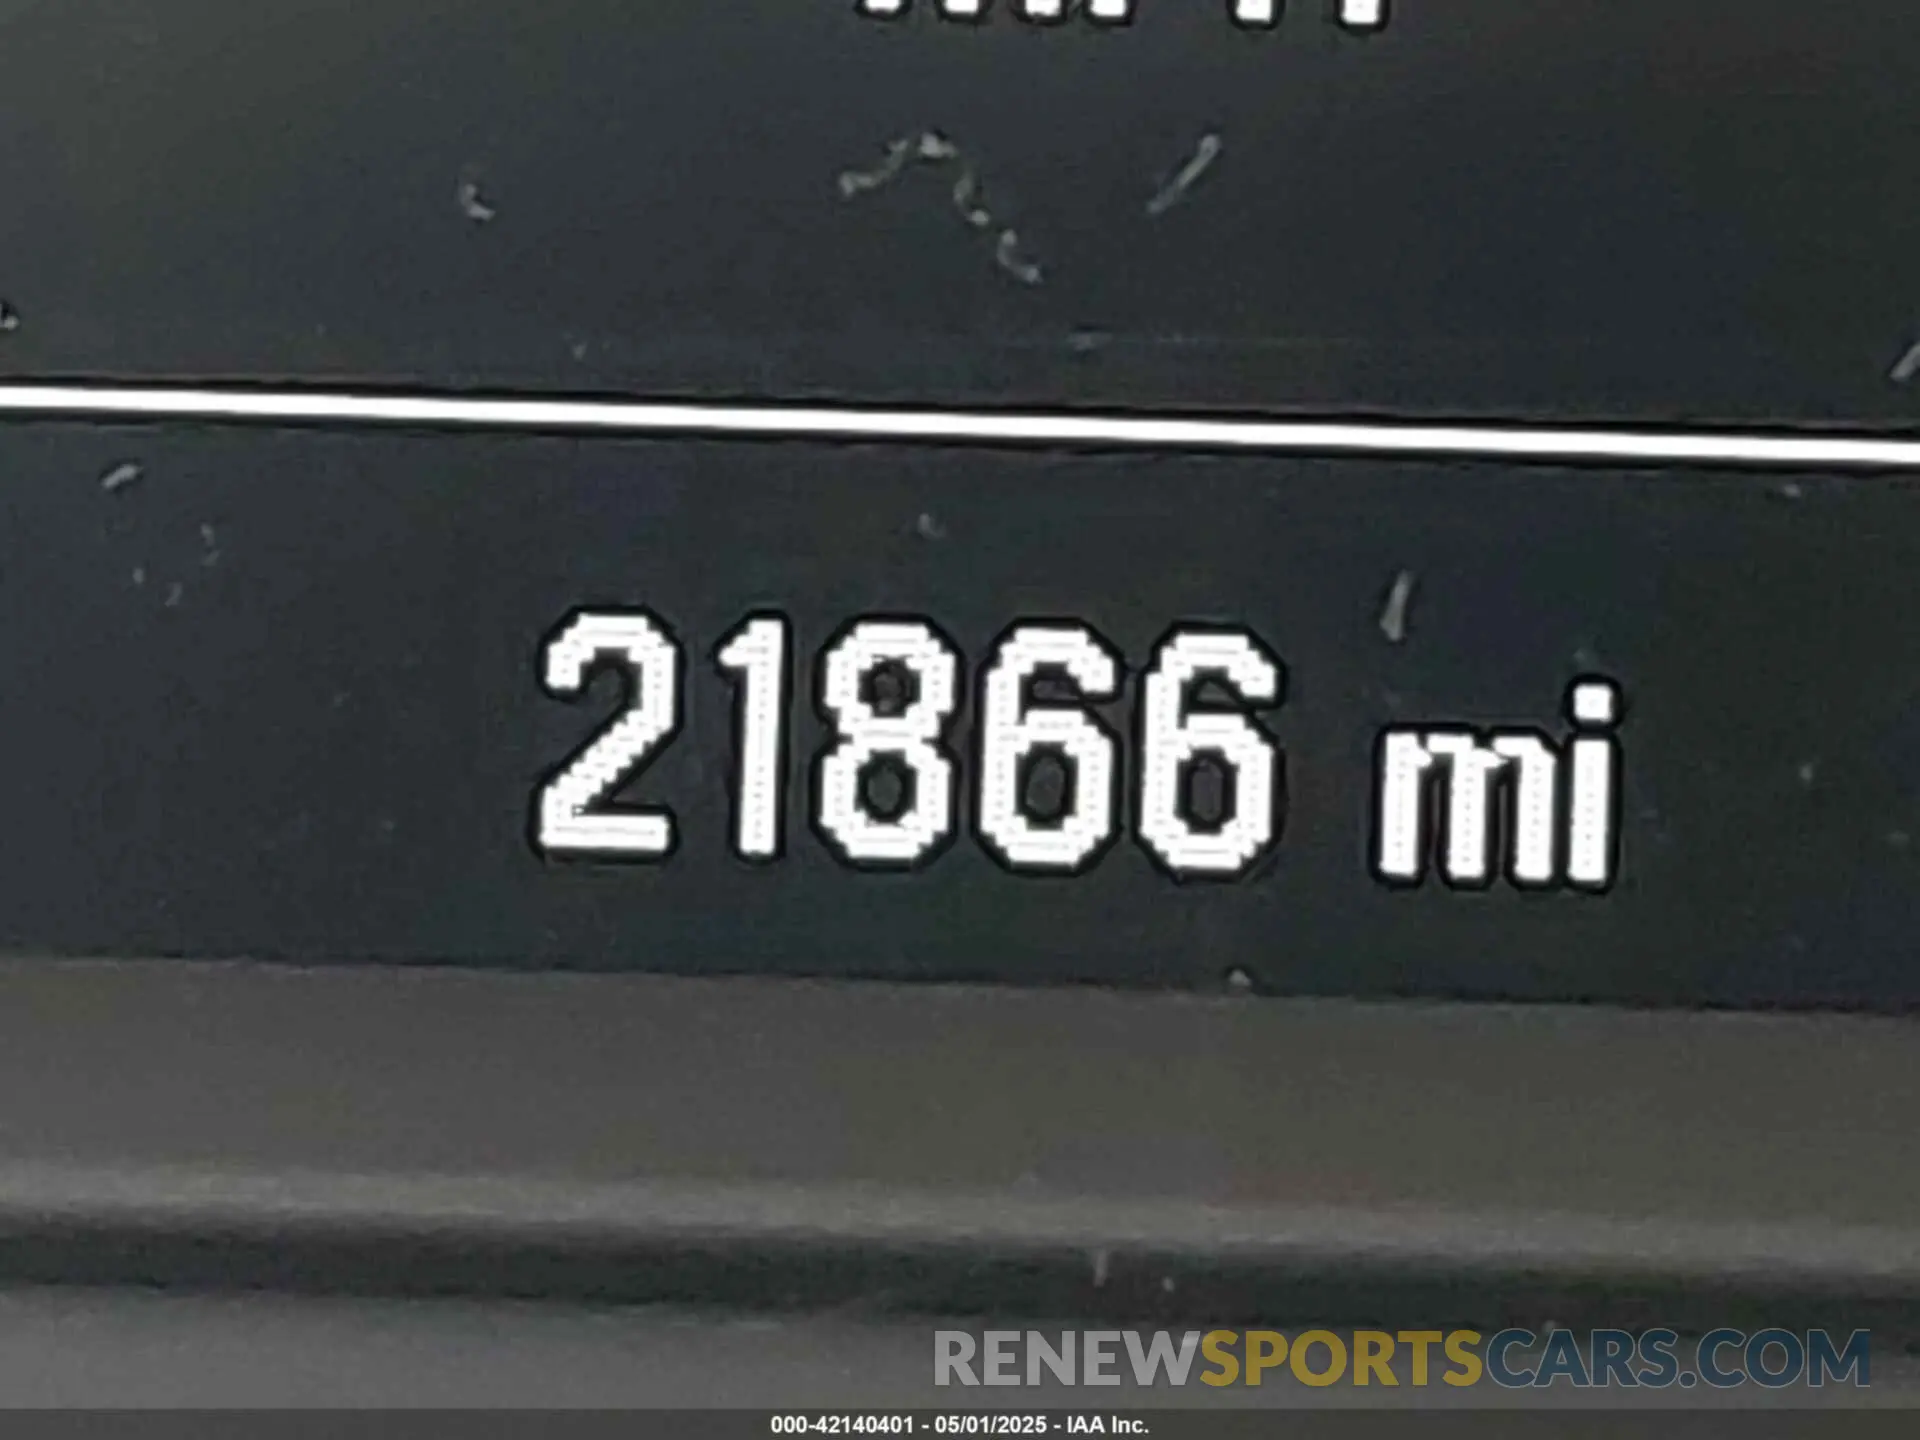 21866 mi
RENEWSPORTSCARS.COM
000-42140401 - 05/01/2025 - IAA Inc.